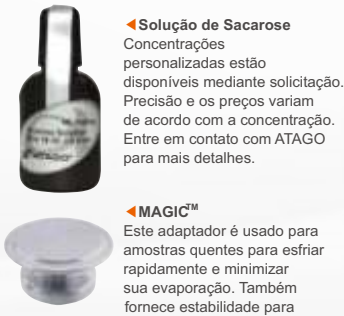 Solução de Sacarose
Concentrações
personalizadas estão
disponíveis mediante solicitação.
Precisão e os preços variam
de acordo com a concentração.
Entre em contato com ATAGO
para mais detalhes.
MAGIC™
Este adaptador é usado para
amostras quentes para esfriar
rapidamente e minimizar
sua evaporação. Também
fornece estabilidade para